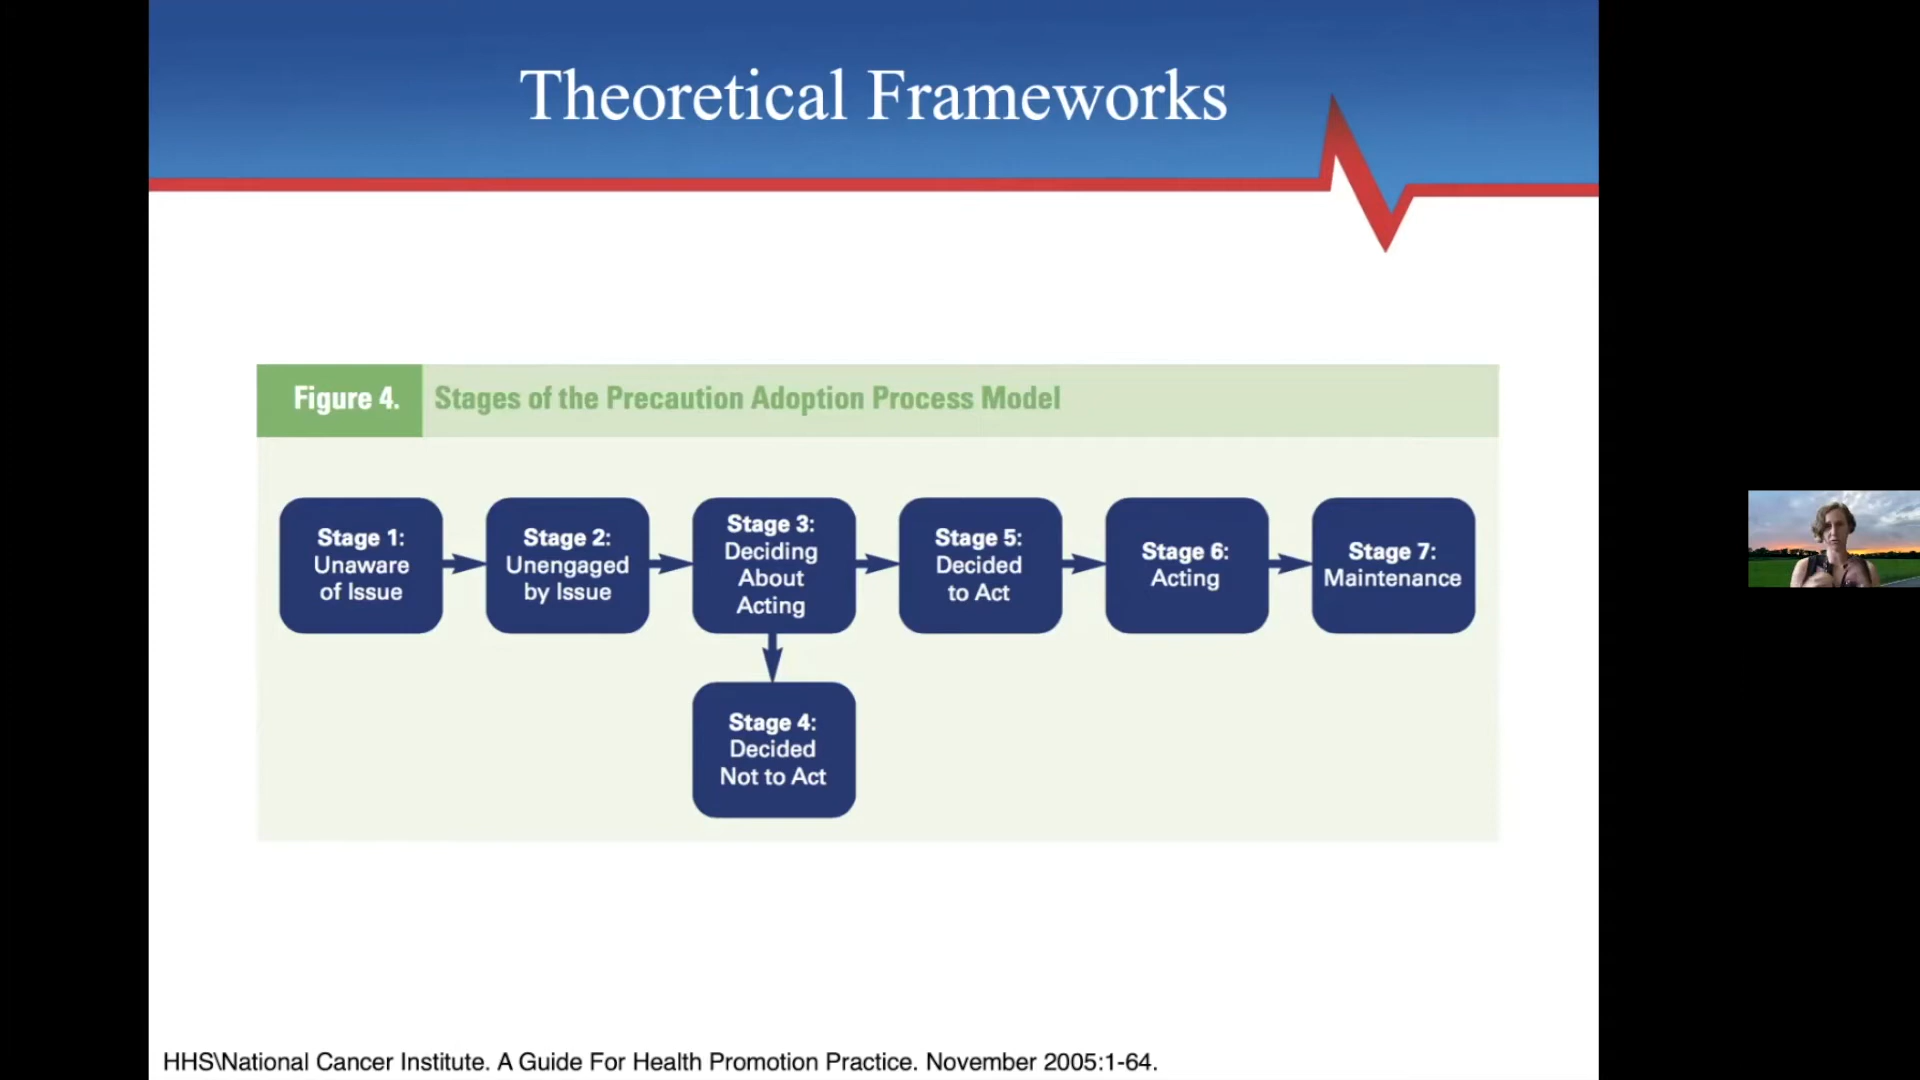 Theoretical Frameworks
Figure 4.
Stages of the Precaution Adoption Process Model
Stage 1:
Unaware
of Issue
Stage 2:
Unengaged
by Issue
Stage 3:
Deciding
About
Acting
Stage 5:
Decided
to Act
Stage 6:
Acting
Stage 7:
Maintenance
Stage 4:
Decided
Not to Act
HHS\National Cancer Institute. A Guide For Health Promotion Practice. November 2005:1-64.